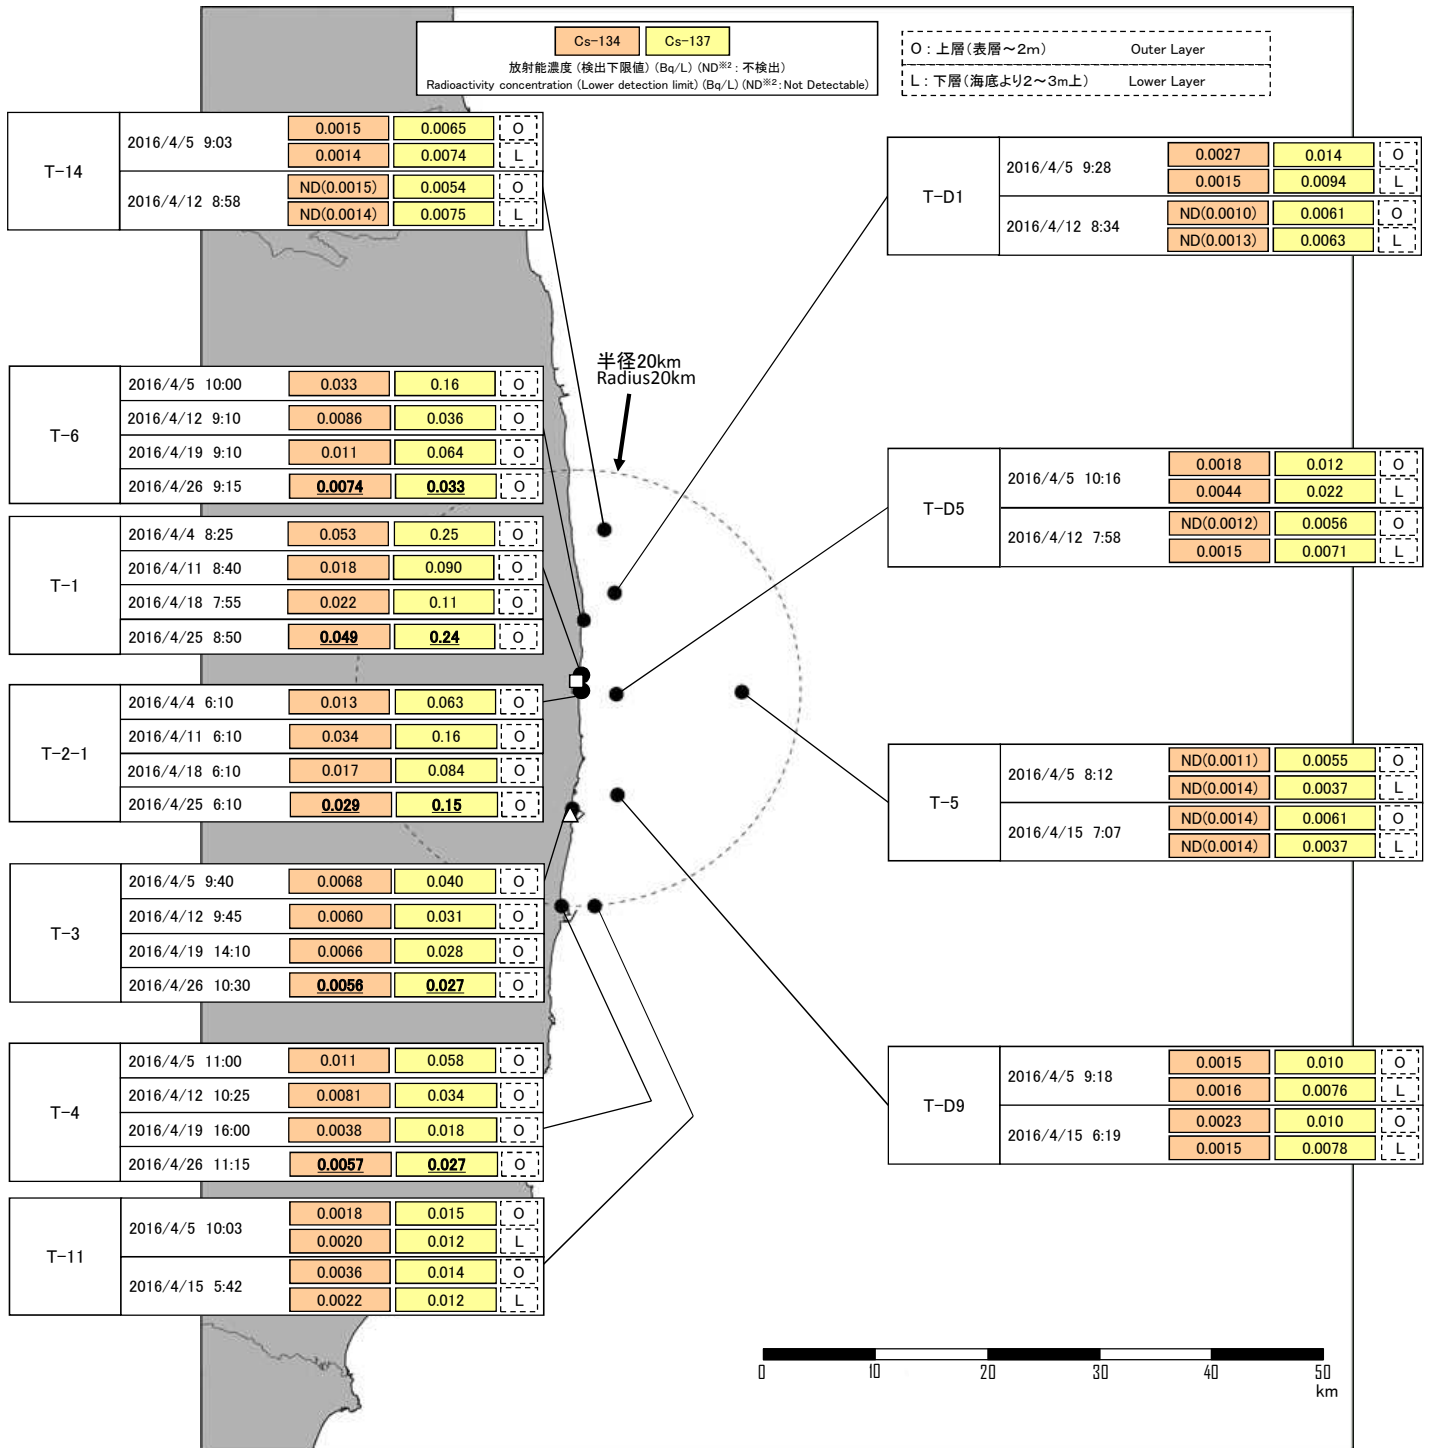 Cs-134 Cs-137
放射能濃度 (検出下限値) (Bq/L) (ND※2 : 不検出)
Radioactivity concentration (Lower detection limit) (Bq/L) (ND※2:Not Detectable)
O : 上層(表層～2m) Outer Layer
L : 下層(海底より2～3m上) Lower Layer
T-14
2016/4/5 9:03 0.0015 0.0065 O
0.0014 0.0074 L
2016/4/12 8:58 ND(0.0015) 0.0054 O
ND(0.0014) 0.0075 L
T-D1
2016/4/5 9:28 0.0027 0.014 O
0.0015 0.0094 L
2016/4/12 8:34 ND(0.0010) 0.0061 O
ND(0.0013) 0.0063 L
半径20km
Radius20km
T-6
2016/4/5 10:00 0.033 0.16 O
2016/4/12 9:10 0.0086 0.036 O
2016/4/19 9:10 0.011 0.064 O
2016/4/26 9:15 0.0074 0.033 O
T-D5
2016/4/5 10:16 0.0018 0.012 O
0.0044 0.022 L
2016/4/12 7:58 ND(0.0012) 0.0056 O
0.0015 0.0071 L
T-1
2016/4/4 8:25 0.053 0.25 O
2016/4/11 8:40 0.018 0.090 O
2016/4/18 7:55 0.022 0.11 O
2016/4/25 8:50 0.049 0.24 O
T-2-1
2016/4/4 6:10 0.013 0.063 O
2016/4/11 6:10 0.034 0.16 O
2016/4/18 6:10 0.017 0.084 O
2016/4/25 6:10 0.029 0.15 O
T-5
2016/4/5 8:12 ND(0.0011) 0.0055 O
ND(0.0014) 0.0037 L
2016/4/15 7:07 ND(0.0014) 0.0061 O
ND(0.0014) 0.0037 L
T-3
2016/4/5 9:40 0.0068 0.040 O
2016/4/12 9:45 0.0060 0.031 O
2016/4/19 14:10 0.0066 0.028 O
2016/4/26 10:30 0.0056 0.027 O
T-4
2016/4/5 11:00 0.011 0.058 O
2016/4/12 10:25 0.0081 0.034 O
2016/4/19 16:00 0.0038 0.018 O
2016/4/26 11:15 0.0057 0.027 O
T-D9
2016/4/5 9:18 0.0015 0.010 O
0.0016 0.0076 L
2016/4/15 6:19 0.0023 0.010 O
0.0015 0.0078 L
T-11
2016/4/5 10:03 0.0018 0.015 O
0.0020 0.012 L
2016/4/15 5:42 0.0036 0.014 O
0.0022 0.012 L
0 10 20 30 40 50
km